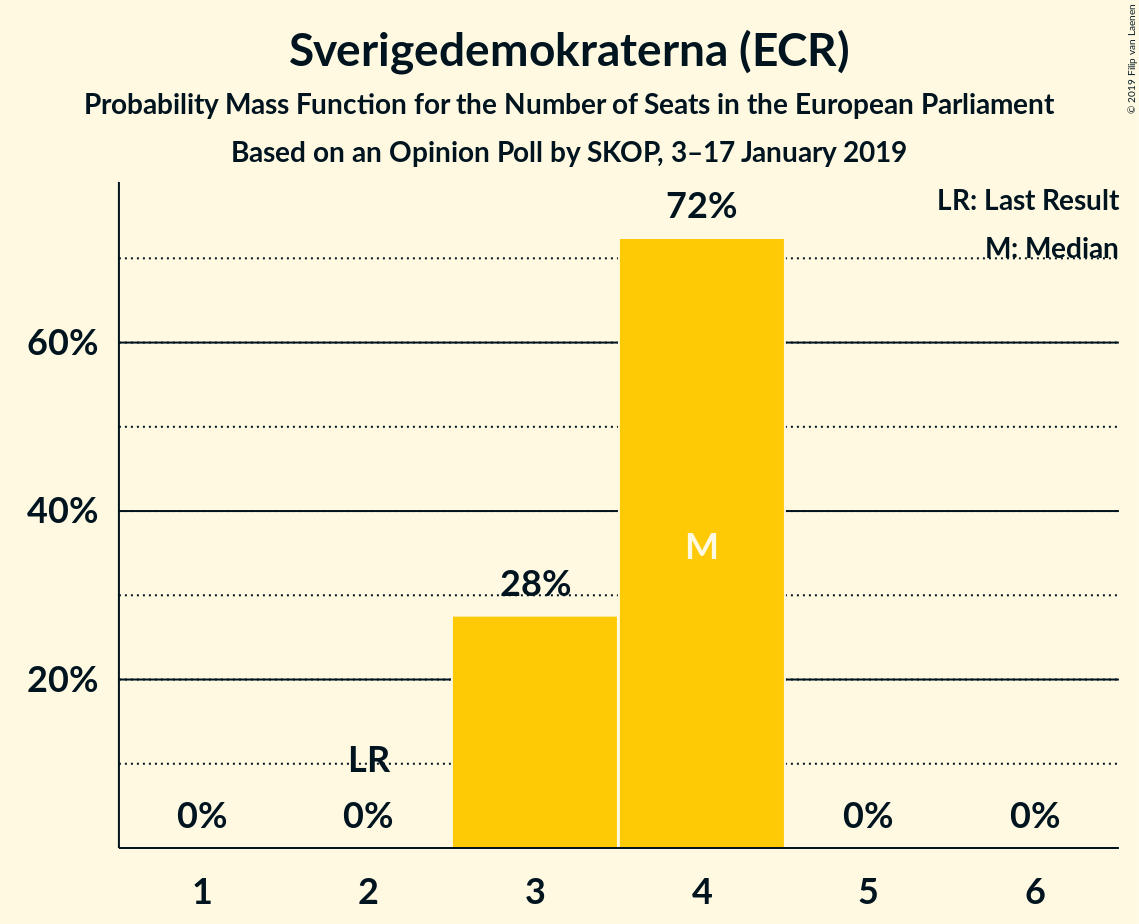 Sverigedemokraterna (ECR)
Probability Mass Function for the Number of Seats in the European Parliament
Based on an Opinion Poll by SKOP, 3–17 January 2019
© 2019 Filip van Laenen
LR: Last Result
M: Median
72%
60%
40%
M
28%
20%
LR
0%
0%
0%
0%
1
2
3
4
5
6